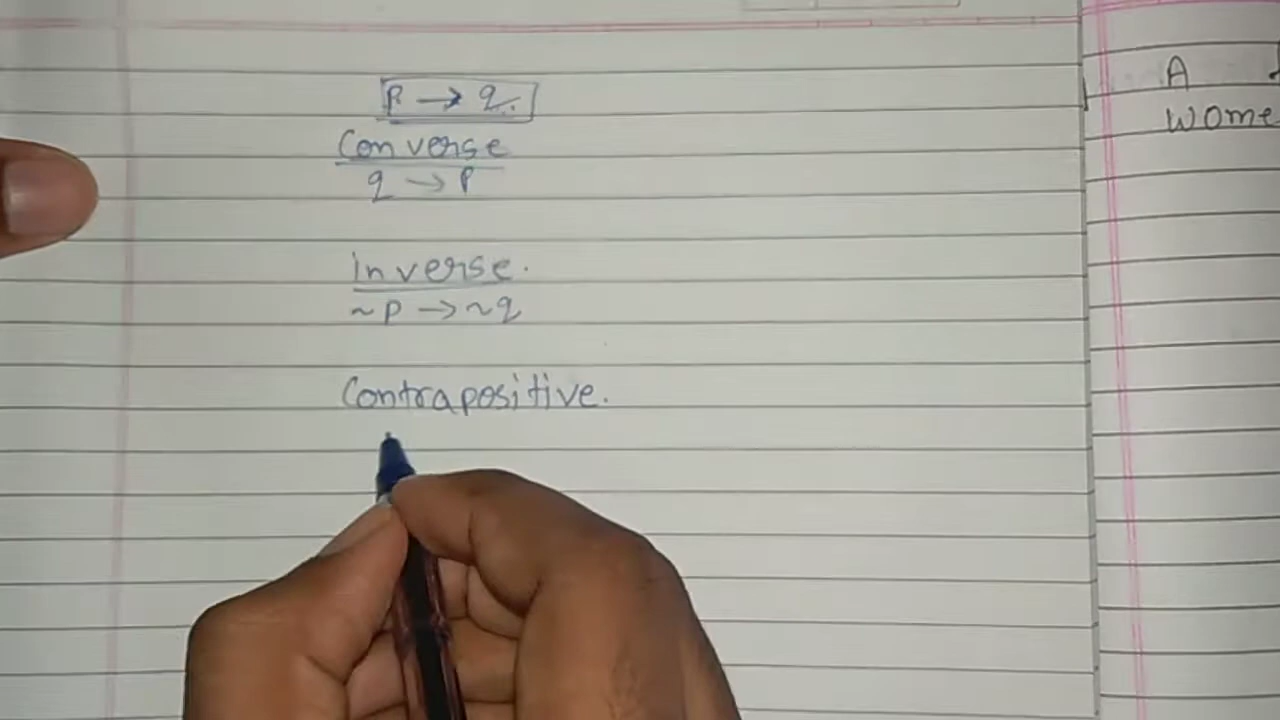 P → q.
Converse
q → P
inverse.
~P → ~q
Contrapositive.
A
Wome